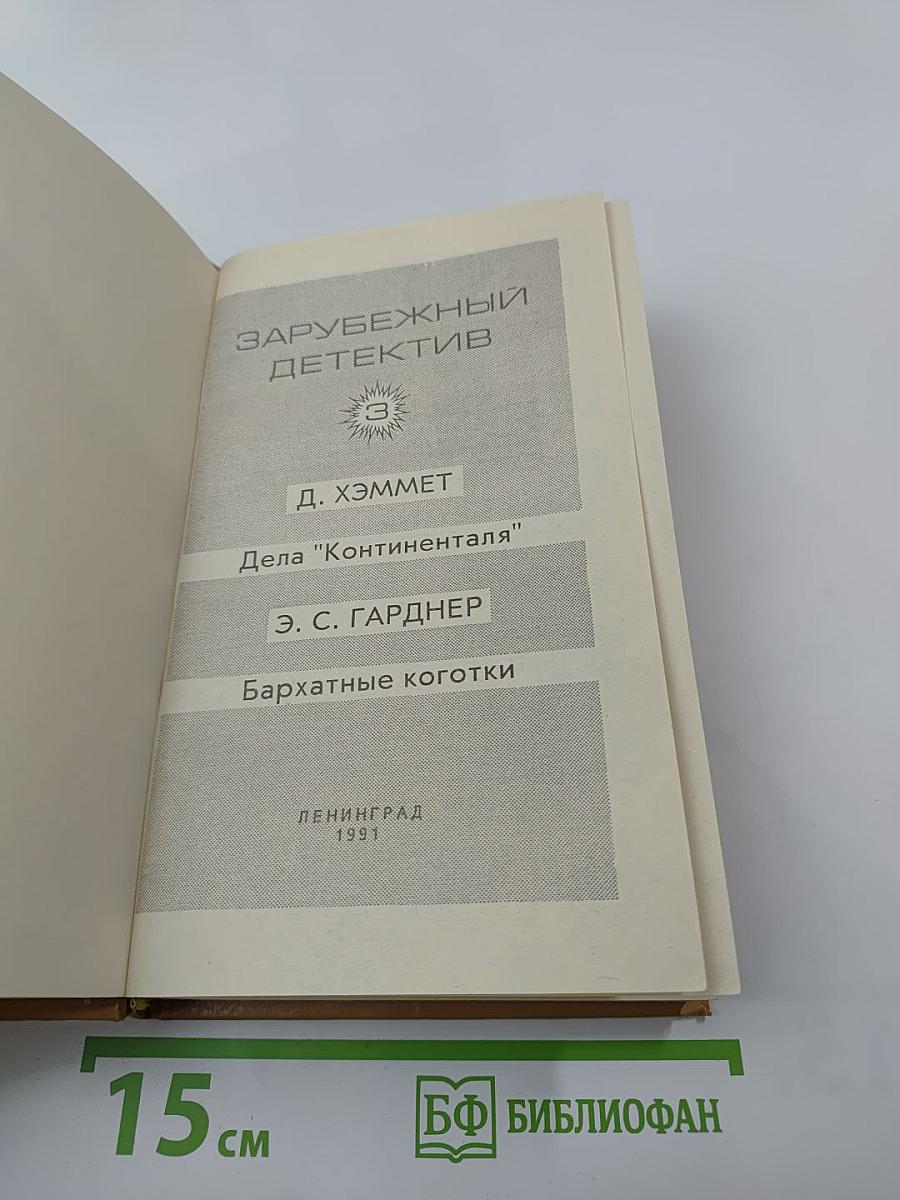 ЗАРУБЕЖНЫЙ
ДЕТЕКТИВ
3
Д. ХЭММЕТ
Дела "Континенталя"
Э. С. ГАРДНЕР
Бархатные коготки
ЛЕНИНГРАД
1991
15 см
БФ БИБЛИОФАН